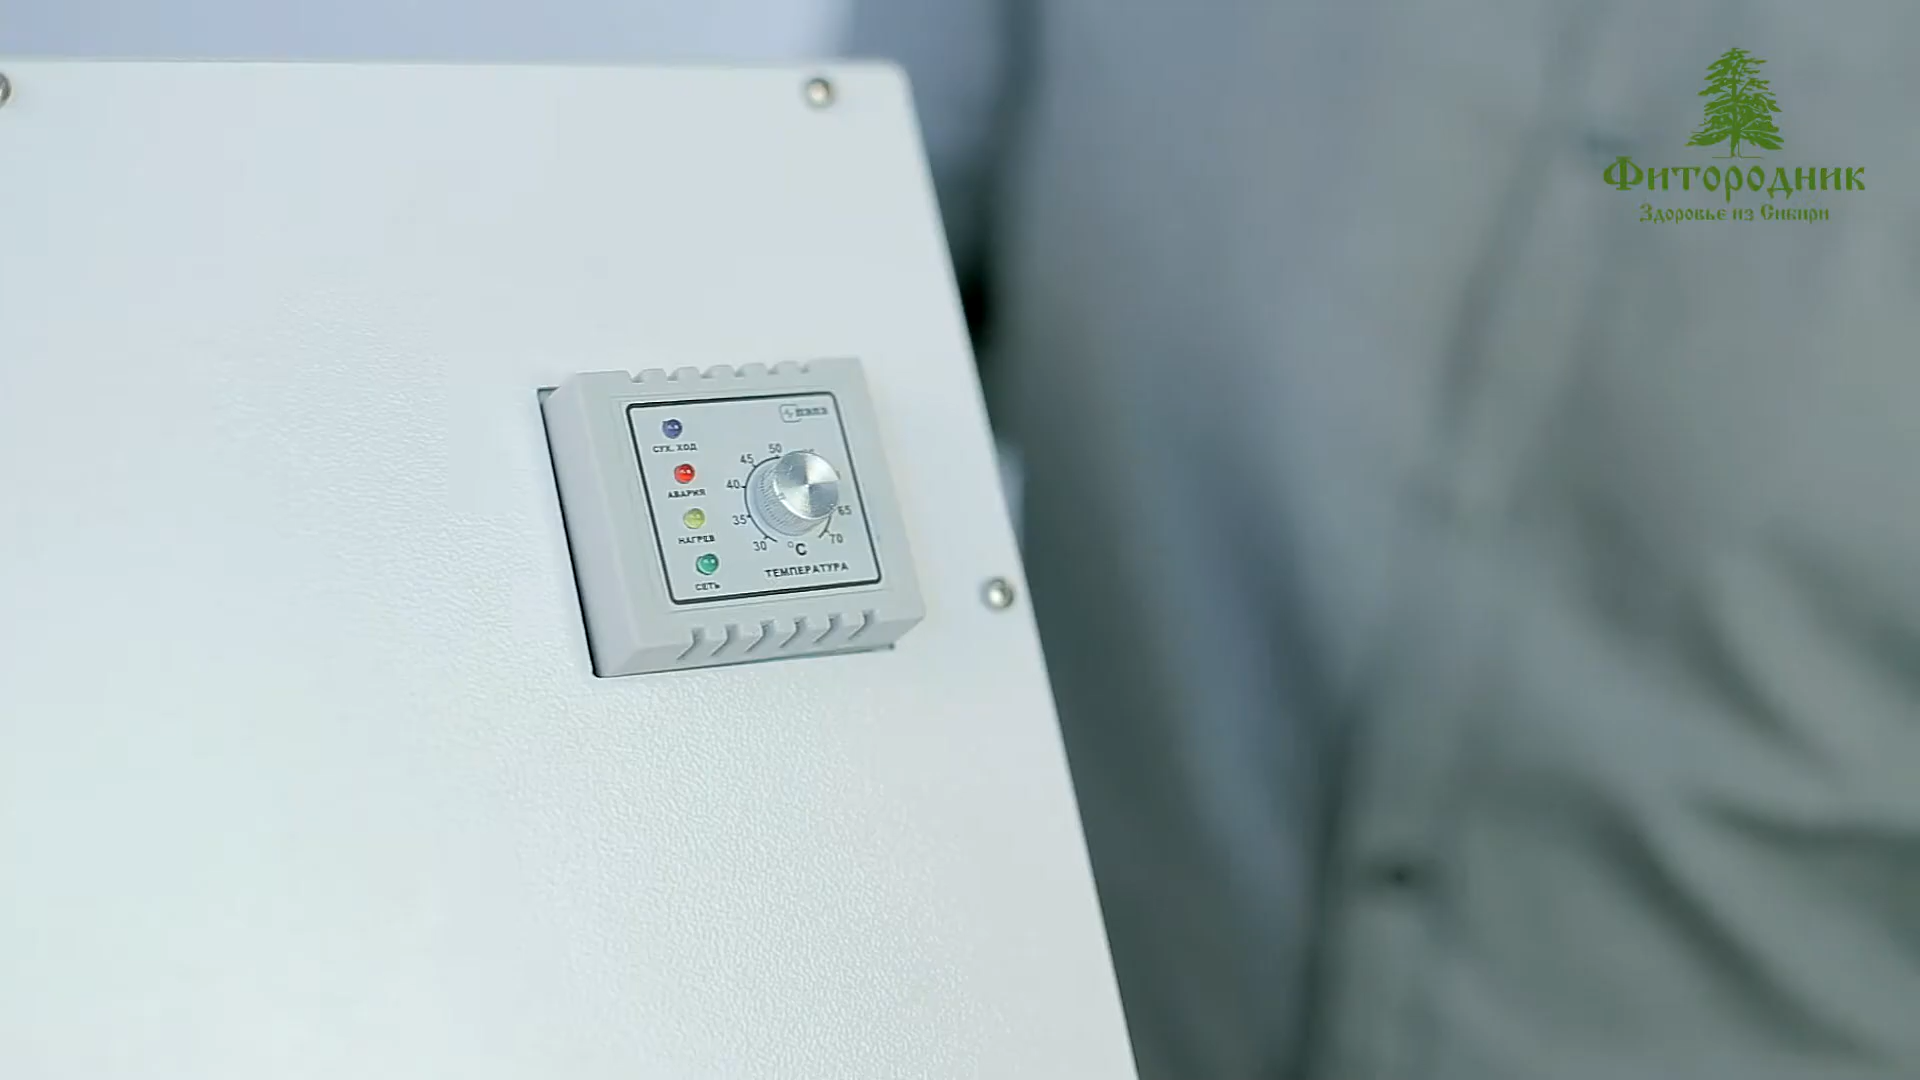 Фитородник
Здоровье из Сибири
СУХ. ХОД
АВАРИЯ
НАГРЕВ
СЕТЬ
50
45
40
35
30
65
70
°C
ТЕМПЕРАТУРА